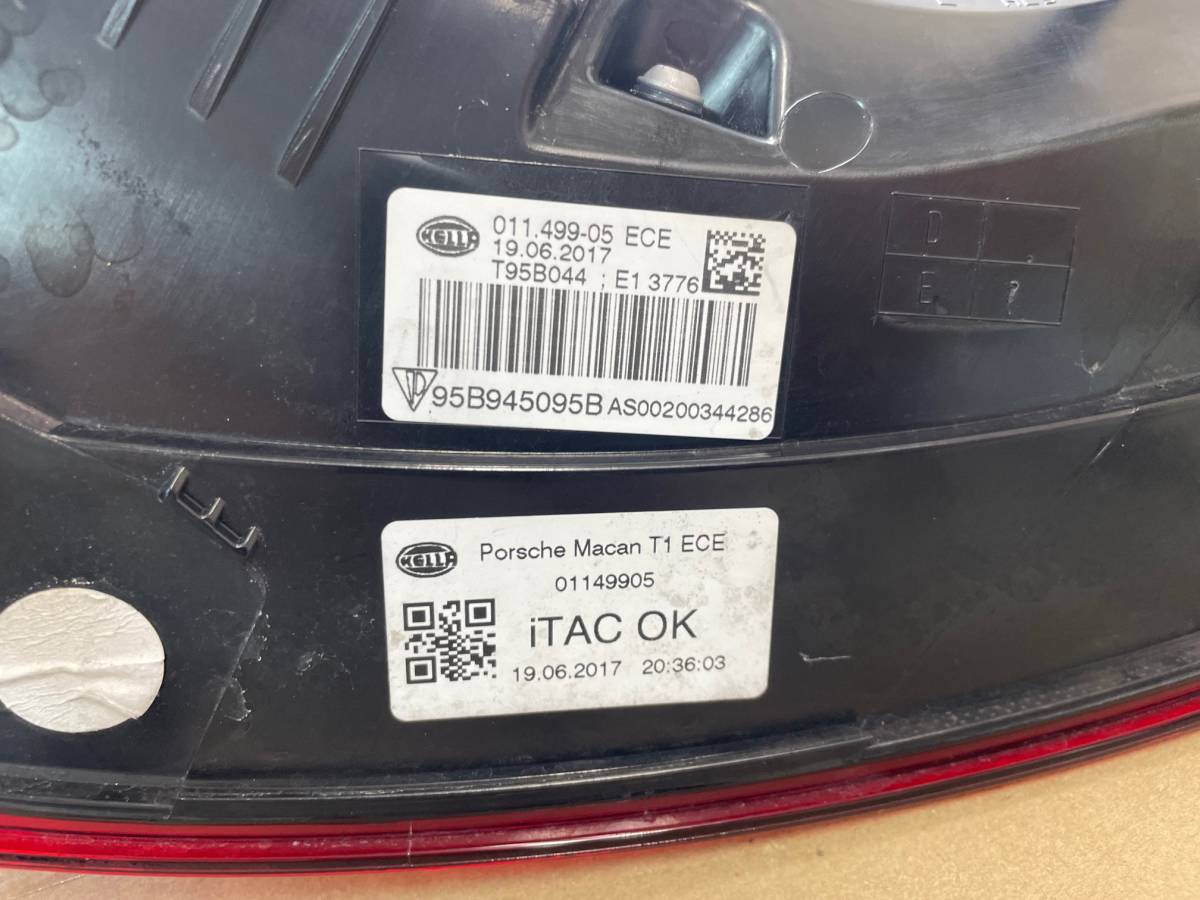 HELLA
011.499-05 ECE
19.06.2017
T95B044 ; E1 3776
95B945095B AS00200344286
D
E
HELLA
Porsche Macan T1 ECE
01149905
iTAC OK
19.06.2017 20:36:03